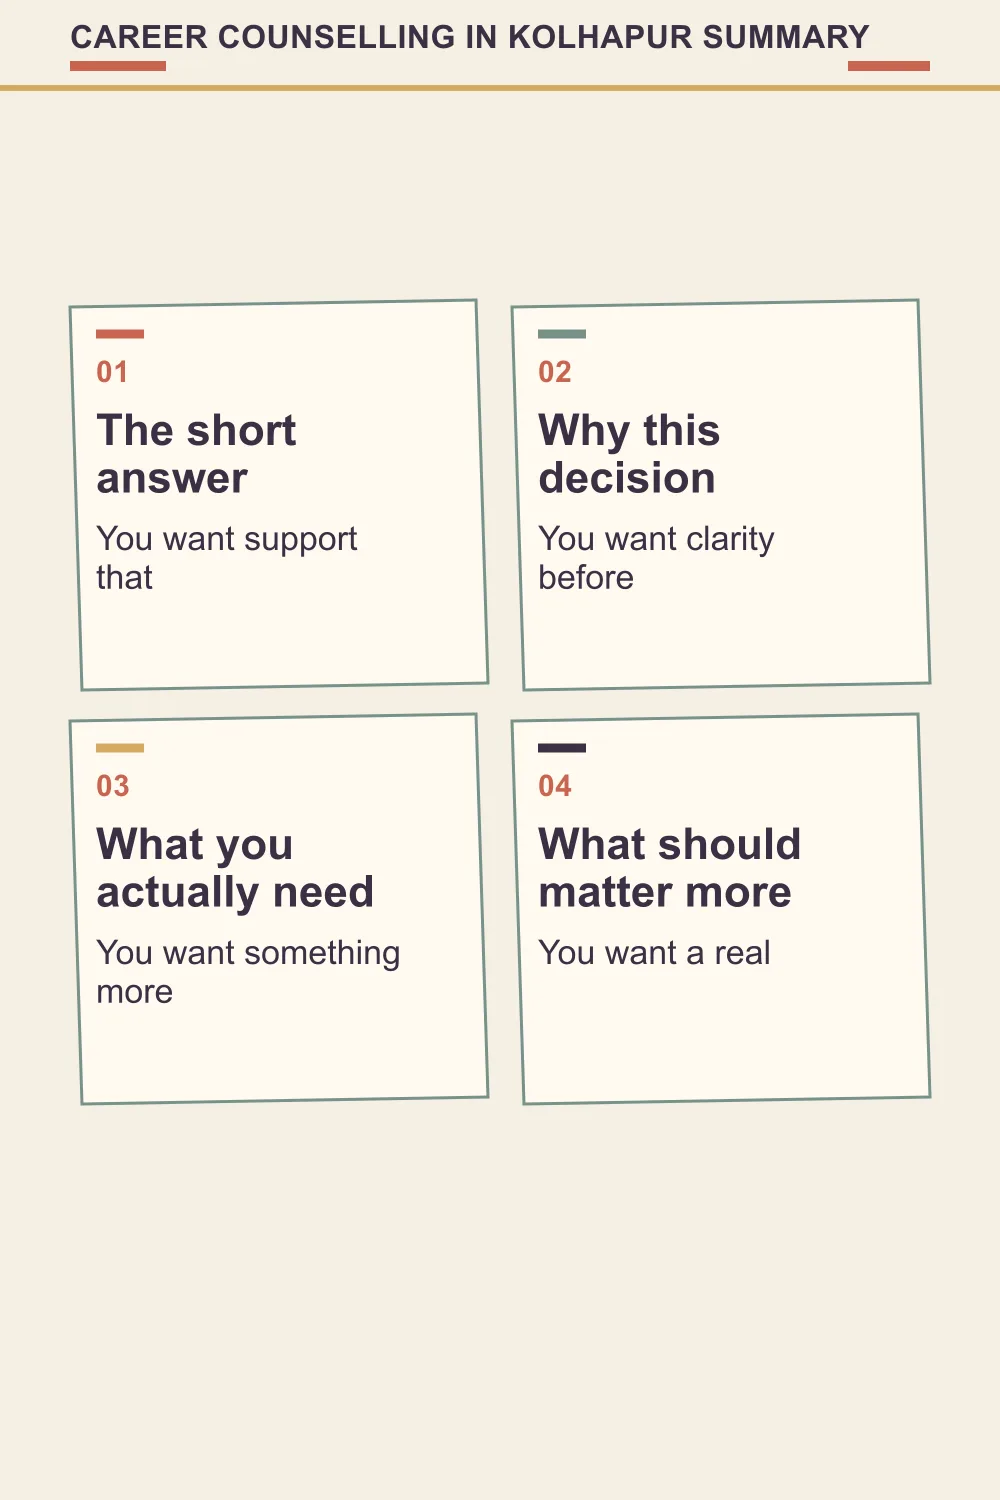 CAREER COUNSELLING IN KOLHAPUR SUMMARY
01
The short
answer
You want support
that
02
Why this
decision
You want clarity
before
03
What you
actually need
You want something
more
04
What should
matter more
You want a real